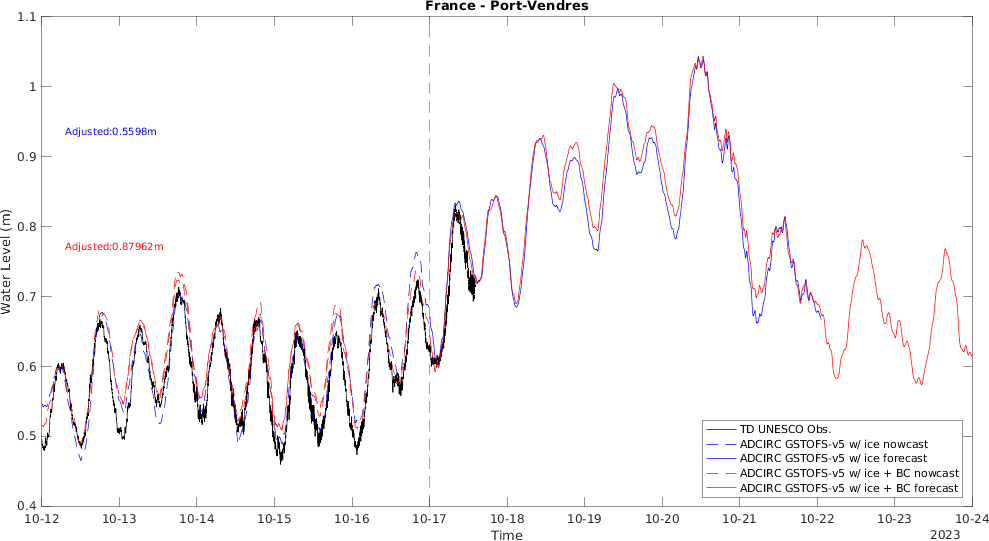 France - Port-Vendres
Water Level (m)
1.1
1
0.9
0.8
0.7
0.6
0.5
0.4
Adjusted:0.5598m
Adjusted:0.87962m
TD UNESCO Obs.
ADCIRC GSTOFS-v5 w/ ice nowcast
ADCIRC GSTOFS-v5 w/ ice forecast
ADCIRC GSTOFS-v5 w/ ice + BC nowcast
ADCIRC GSTOFS-v5 w/ ice + BC forecast
10-12 10-13 10-14 10-15 10-16 10-17 10-18 10-19 10-20 10-21 10-22 10-23 10-24
Time
2023